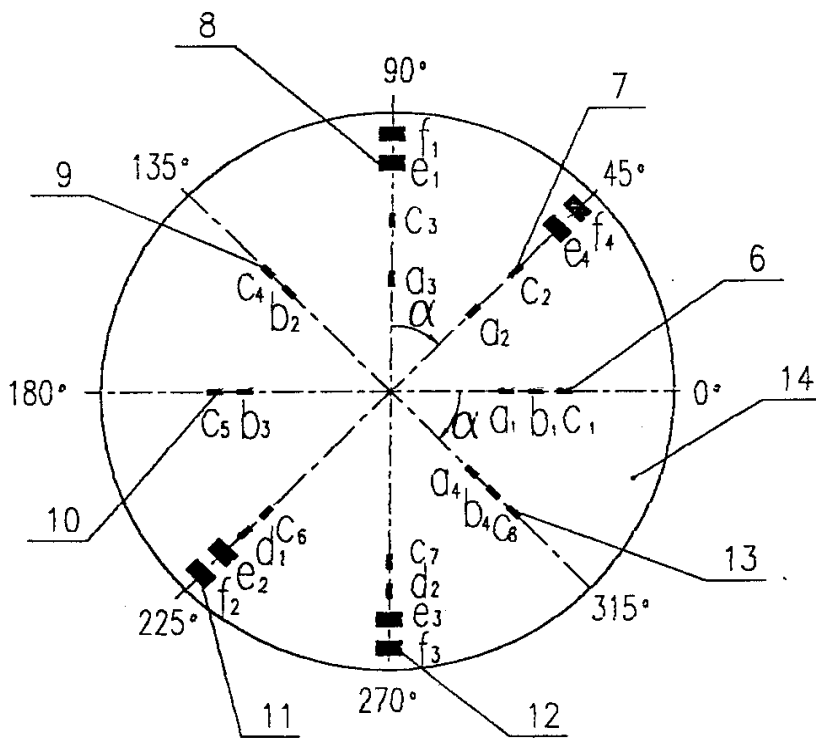 8
90°
7
f₁
9
135°
e₁
45°
f₄
e₄
c₃
6
c₄
c₂
b₂
a₃
α
a₂
14
180°
0°
c₅ b₃
a₁ b₁ c₁
α
a₄
b₄
c₈
10
c₆
d₁
e₂
f₂
c₇
d₂
e₃
f₃
13
225°
315°
270°
11
12